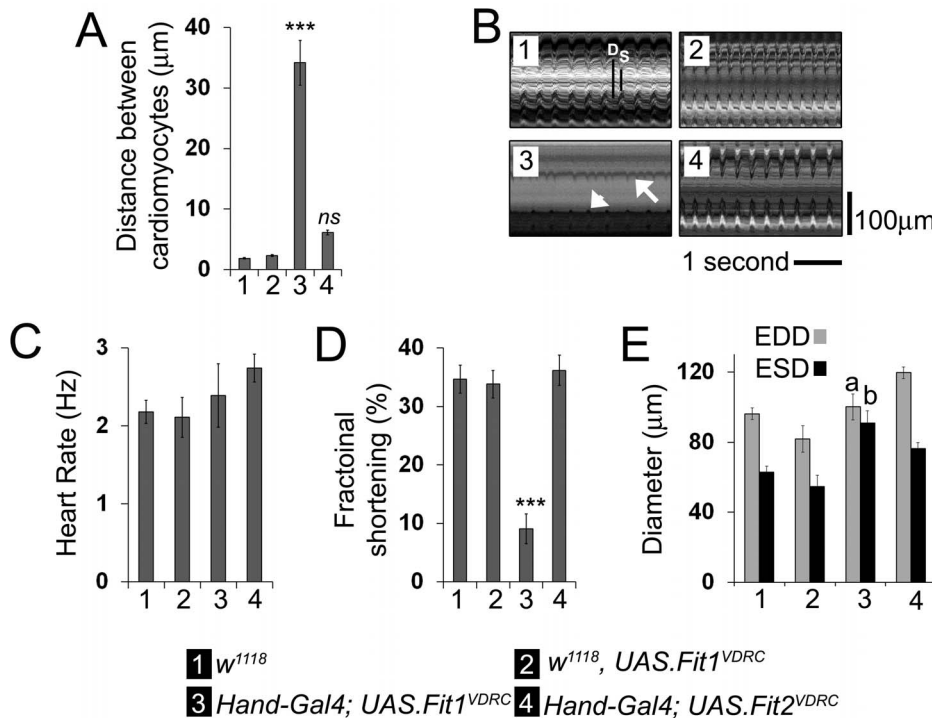 A
Distance between
cardiomyocytes (μm)
50
40
30
20
10
0
***
ns
1 2 3 4
B
1
D
S
2
3
4
100μm
1 second
C
Heart Rate (Hz)
3
2
1
0
1 2 3 4
D
Fractoinal
shortening (%)
40
30
20
10
0
***
1 2 3 4
E
EDD
ESD
Diameter (μm)
120
80
40
0
a
b
1 2 3 4
1 w1118
2 w1118, UAS.Fit1VDRC
3 Hand-Gal4; UAS.Fit1VDRC
4 Hand-Gal4; UAS.Fit2VDRC